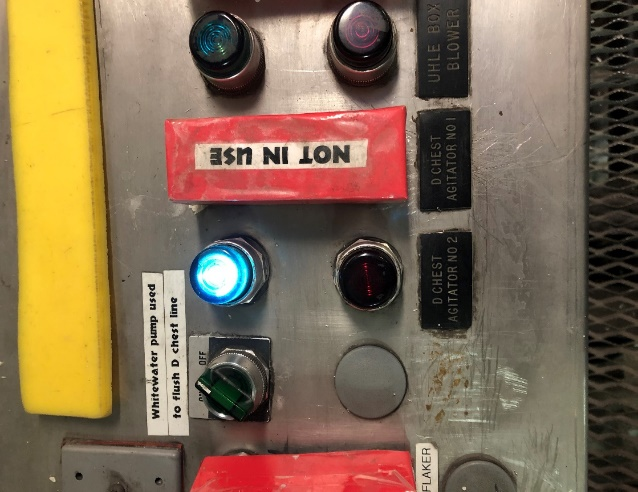 UHLE BOX
BLOWER
NOT IN USE
D CHEST
AGITATOR NO 1
D CHEST
AGITATOR NO 2
Whitewater pump used
to flush D chest line
OFF
FLAKER